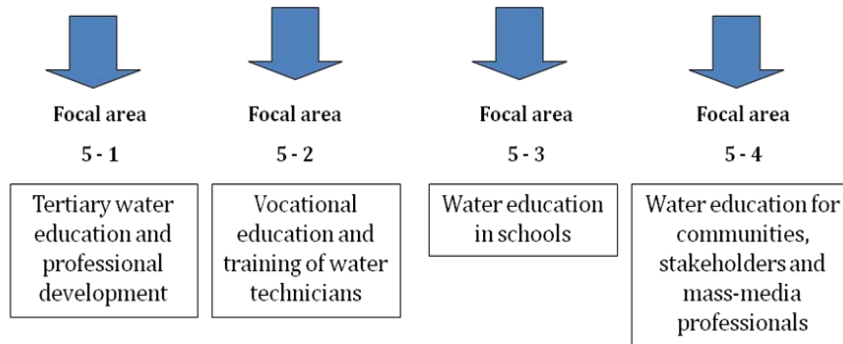 Focal area
5 - 1
Tertiary water
education and
professional
development
Focal area
5 - 2
Vocational
education and
training of water
technicians
Focal area
5 - 3
Water education
in schools
Focal area
5 - 4
Water education for
communities,
stakeholders and
mass-media
professionals